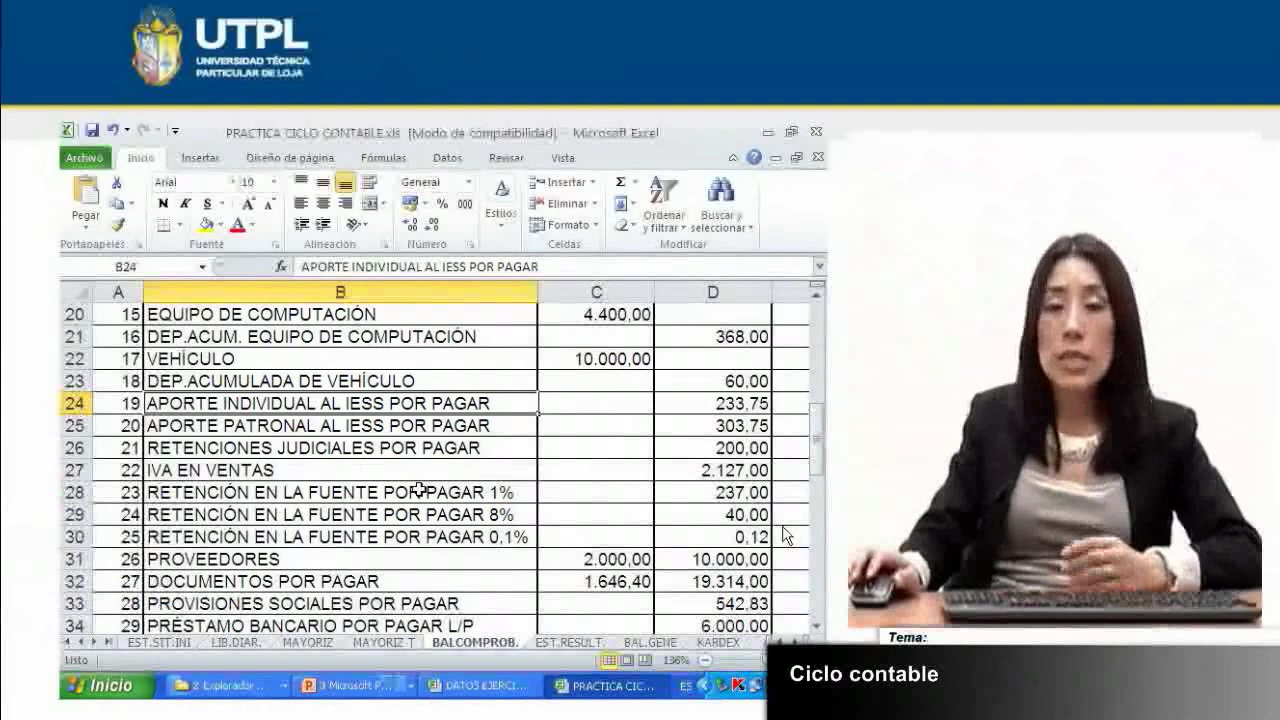 UTPL
UNIVERSIDAD TÉCNICA
PARTICULAR DE LOJA
PRACTICA CICLO CONTABLE.xls [Modo de compatibilidad] - Microsoft Excel
Archivo Inicio Insertar Diseño de página Fórmulas Datos Revisar Vista
Arial 10 General Insertar Σ
Pegar N K S A A % 000 Estilos Eliminar Ordenar y filtrar Buscar y seleccionar
Formato
Portapapeles Fuente Alineación Número Celdas Modificar
B24 fx APORTE INDIVIDUAL AL IESS POR PAGAR
A B C D
20 15 EQUIPO DE COMPUTACIÓN 4.400,00
21 16 DEP.ACUM. EQUIPO DE COMPUTACIÓN 368,00
22 17 VEHÍCULO 10.000,00
23 18 DEP.ACUMULADA DE VEHÍCULO 60,00
24 19 APORTE INDIVIDUAL AL IESS POR PAGAR 233,75
25 20 APORTE PATRONAL AL IESS POR PAGAR 303,75
26 21 RETENCIONES JUDICIALES POR PAGAR 200,00
27 22 IVA EN VENTAS 2.127,00
28 23 RETENCIÓN EN LA FUENTE POR PAGAR 1% 237,00
29 24 RETENCIÓN EN LA FUENTE POR PAGAR 8% 40,00
30 25 RETENCIÓN EN LA FUENTE POR PAGAR 0,1% 0,12
31 26 PROVEEDORES 2.000,00 10.000,00
32 27 DOCUMENTOS POR PAGAR 1.646,40 19.314,00
33 28 PROVISIONES SOCIALES POR PAGAR 542,83
34 29 PRÉSTAMO BANCARIO POR PAGAR L/P 6.000,00
EST.SIT.INI LIB.DIAR. MAYORIZ MAYORIZ T BALCOMPROB. EST.RESULT. BAL.GENE KARDEX
Listo 136%
Inicio 2 Explorador ... 3 Microsoft P... DATOS EJERCI... PRACTICA CIC... ES
Tema:
Ciclo contable